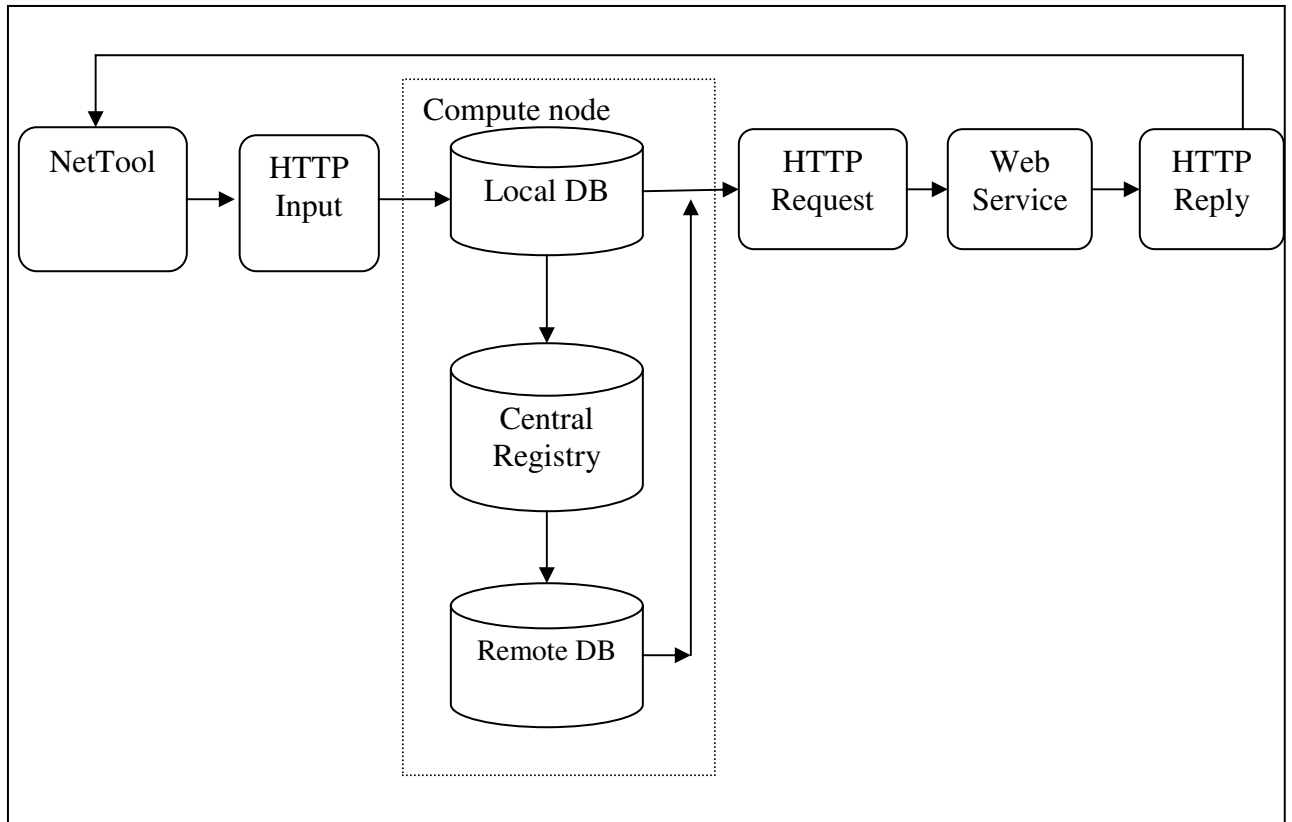 Compute node
NetTool
HTTP
Input
Local DB
HTTP
Request
Web
Service
HTTP
Reply
Central
Registry
Remote DB